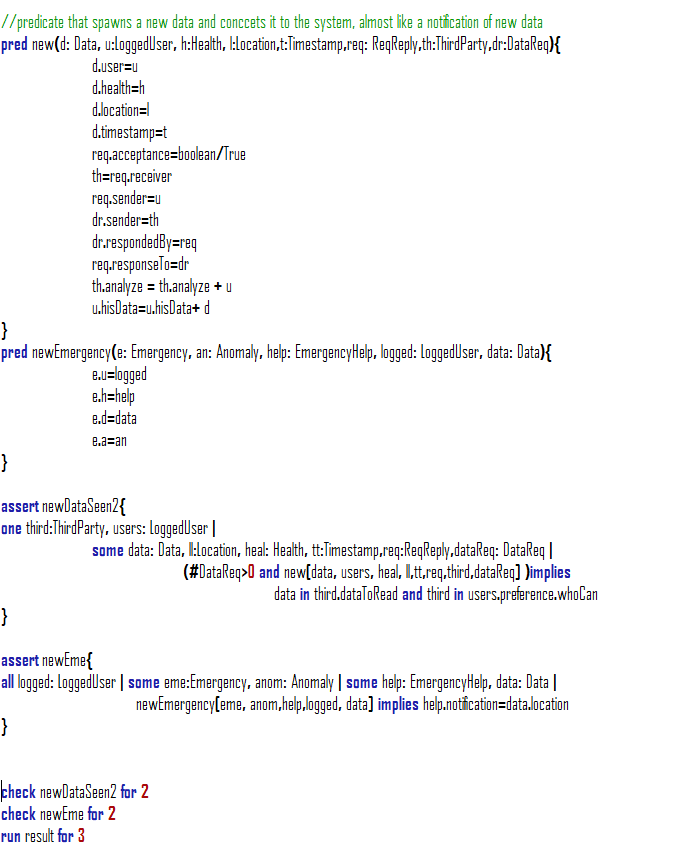 //predicate that spawns a new data and conccets it to the system, almost like a notification of new data
pred new(d: Data, u:LoggedUser, h:Health, l:Location,t:Timestamp,req: ReqReply,th:ThirdParty,dr:DataReq){
d.user=u
d.health=h
d.location=l
d.timestamp=t
req.acceptance=boolean/True
th=req.receiver
req.sender=u
dr.sender=th
dr.respondedBy=req
req.responseTo=dr
th.analyze = th.analyze + u
u.hisData=u.hisData+ d
}
pred newEmergency(e: Emergency, an: Anomaly, help: EmergencyHelp, logged: LoggedUser, data: Data){
e.u=logged
e.h=help
e.d=data
e.a=an
}
assert newDataSeen2{
one third:ThirdParty, users: LoggedUser |
some data: Data, ll:Location, heal: Health, tt:Timestamp,req:ReqReply,dataReq: DataReq |
(#DataReq>0 and new[data, users, heal, ll,tt,req,third,dataReq] )implies
data in third.dataToRead and third in users.preference.whoCan
}
assert newEme{
all logged: LoggedUser | some eme:Emergency, anom: Anomaly | some help: EmergencyHelp, data: Data |
newEmergency[eme, anom,help,logged, data] implies help.notification=data.location
}
check newDataSeen2 for 2
check newEme for 2
run result for 3